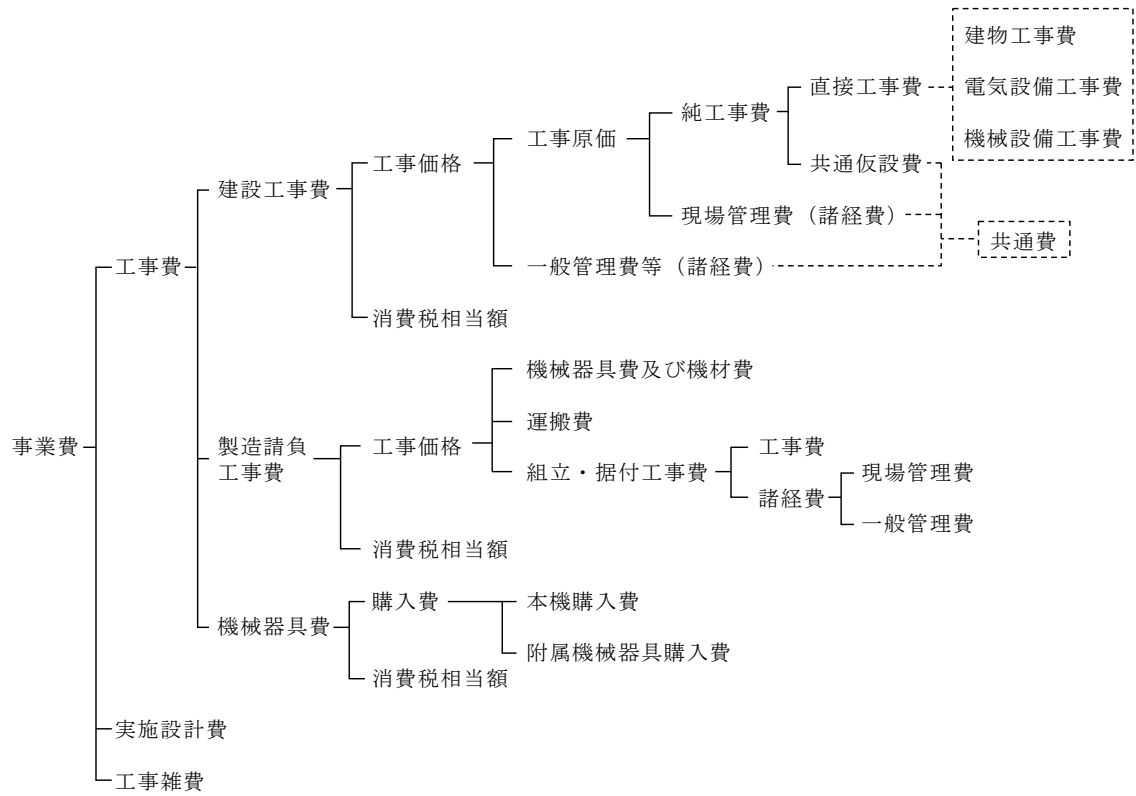 建物工事費
直接工事費
電気設備工事費
純工事費
工事原価
機械設備工事費
工事価格
共通仮設費
建設工事費
現場管理費（諸経費）
共通費
工事費
一般管理費等（諸経費）
消費税相当額
機械器具費及び機材費
運搬費
事業費
製造請負
工事費
工事価格
工事費
組立・据付工事費
現場管理費
諸経費
一般管理費
消費税相当額
購入費
本機購入費
機械器具費
附属機械器具購入費
消費税相当額
実施設計費
工事雑費